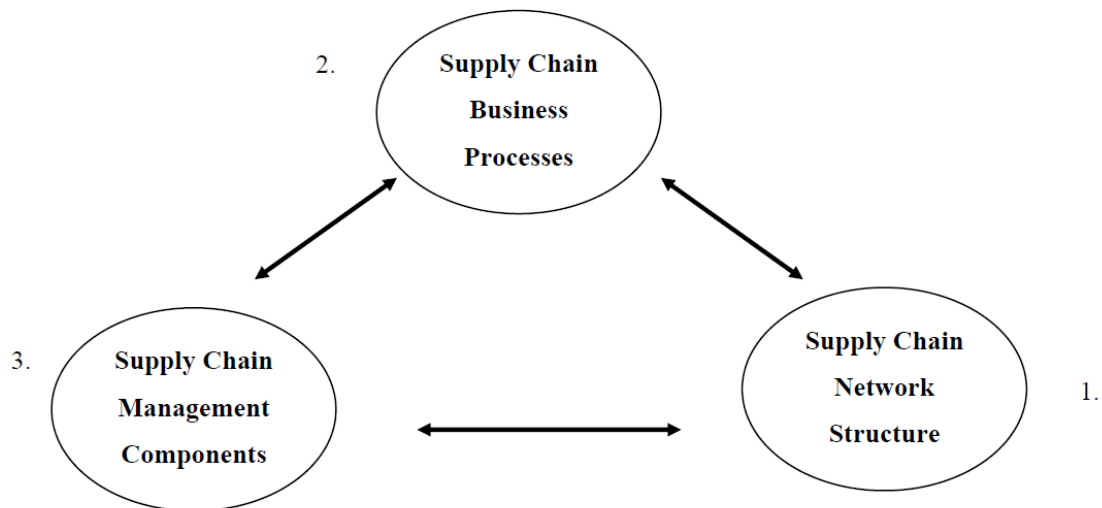 2.
Supply Chain
Business
Processes
3.
Supply Chain
Management
Components
Supply Chain
Network
Structure
1.